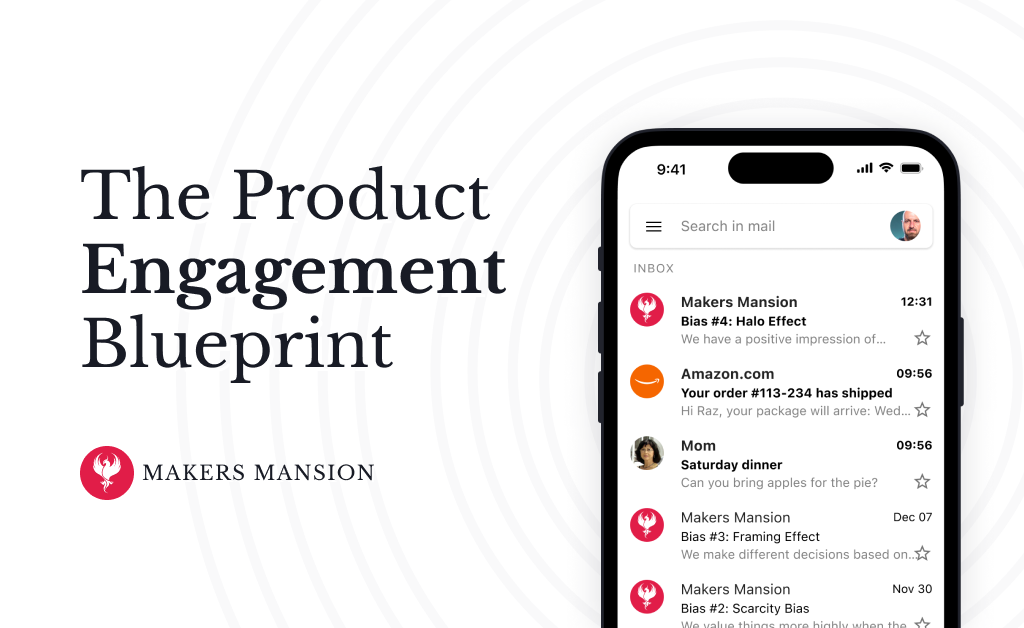 The Product
Engagement
Blueprint
MAKERS MANSION
9:41
Search in mail
INBOX
Makers Mansion 12:31
Bias #4: Halo Effect
We have a positive impression of...
Amazon.com 09:56
Your order #113-234 has shipped
Hi Raz, your package will arrive: Wed...
Mom 09:56
Saturday dinner
Can you bring apples for the pie?
Makers Mansion Dec 07
Bias #3: Framing Effect
We make different decisions based on...
Makers Mansion Nov 30
Bias #2: Scarcity Bias
We value things more highly when the